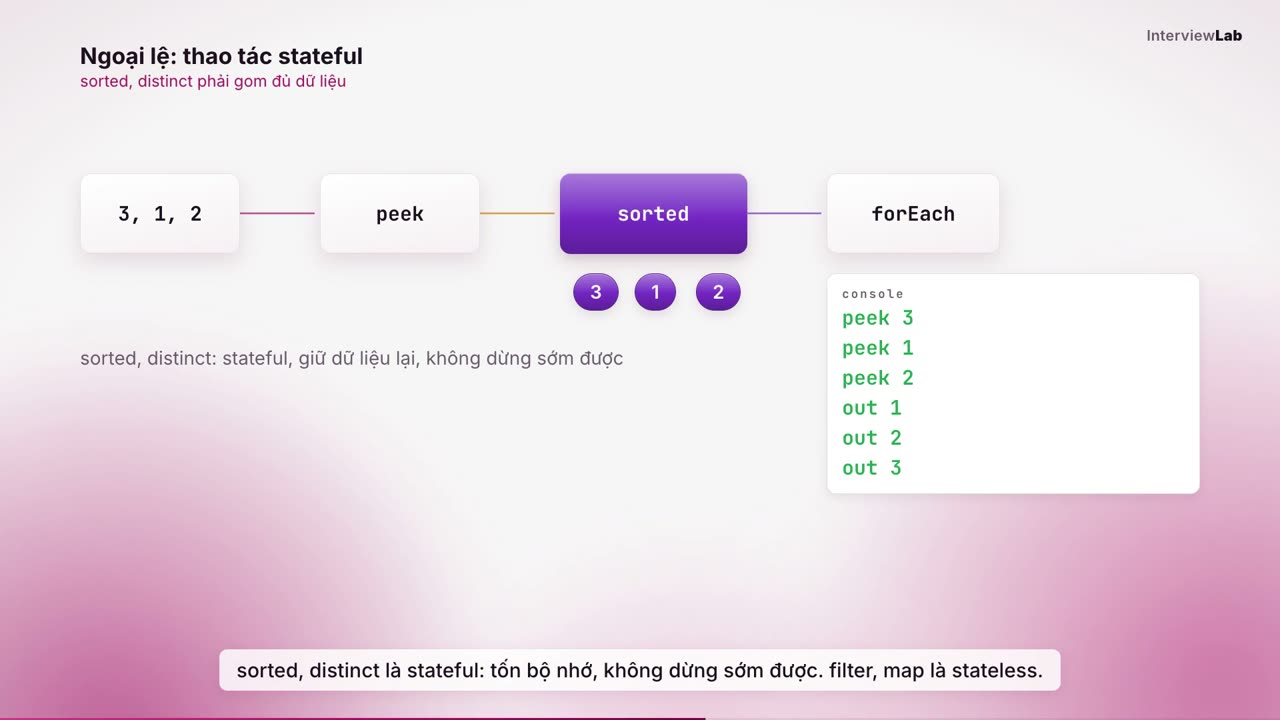 InterviewLab
Ngoại lệ: thao tác stateful
sorted, distinct phải gom đủ dữ liệu
3, 1, 2
peek
sorted
forEach
3
1
2
console
peek 3
peek 1
peek 2
out 1
out 2
out 3
sorted, distinct: stateful, giữ dữ liệu lại, không dừng sớm được
sorted, distinct là stateful: tốn bộ nhớ, không dừng sớm được. filter, map là stateless.